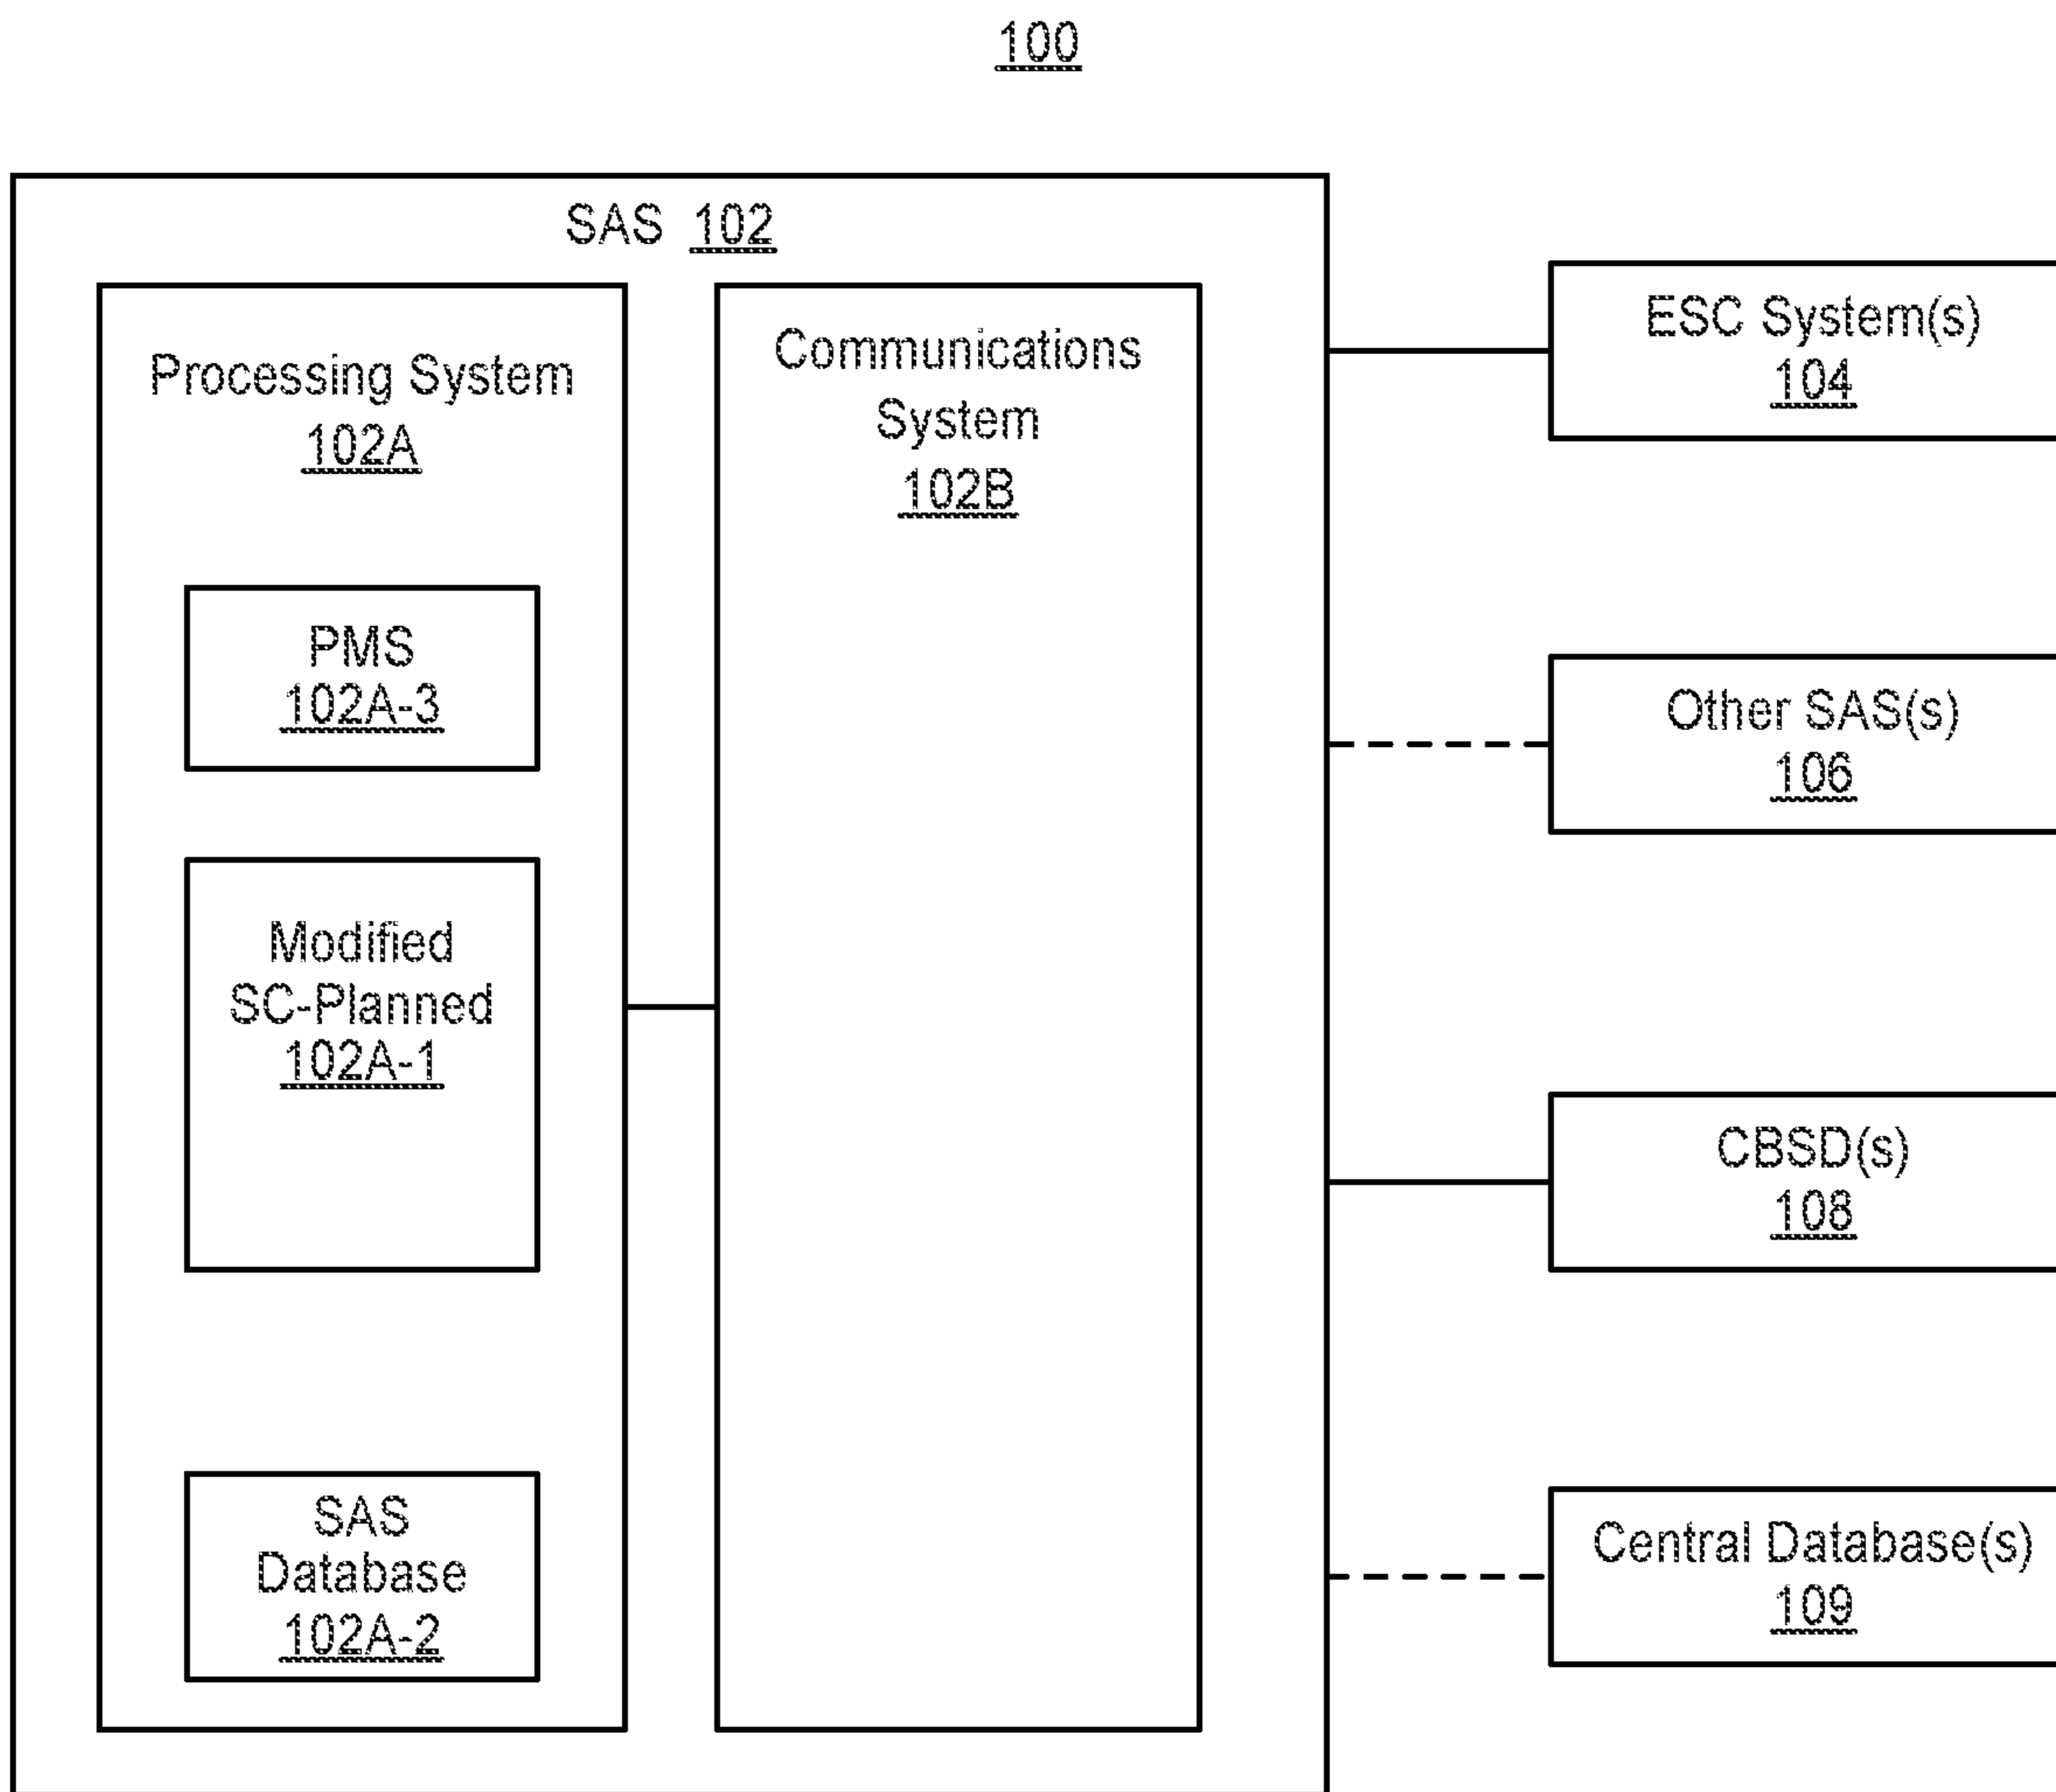 100
SAS 102
Processing System
102A
PMS
102A-3
Modified
SC-Planned
102A-1
SAS
Database
102A-2
Communications
System
102B
ESC System(s)
104
Other SAS(s)
106
CBSD(s)
108
Central Database(s)
109